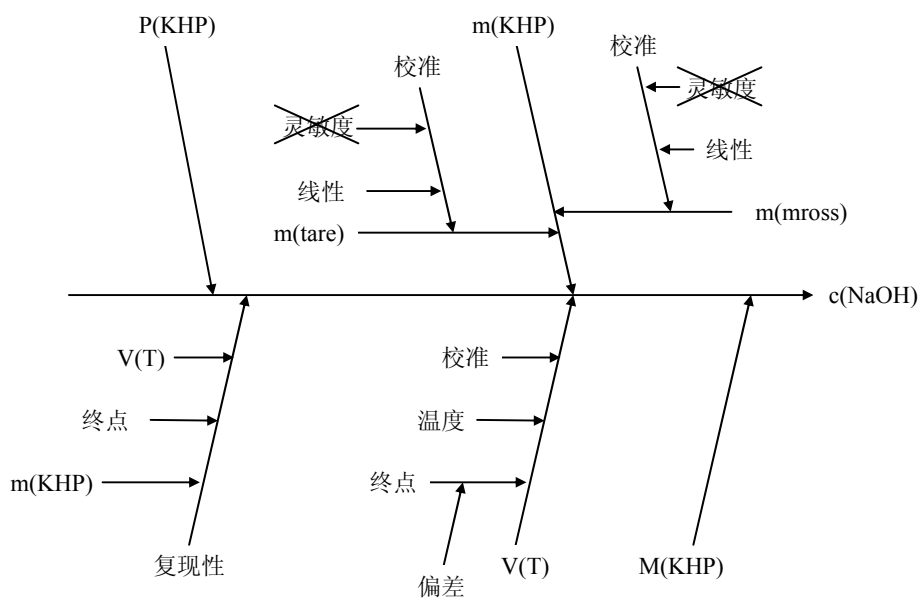 P(KHP)
m(KHP)
校准
校准
灵敏度
灵敏度
线性
线性
m(tare)
m(mross)
c(NaOH)
V(T)
校准
终点
温度
m(KHP)
终点
复现性
偏差
V(T)
M(KHP)